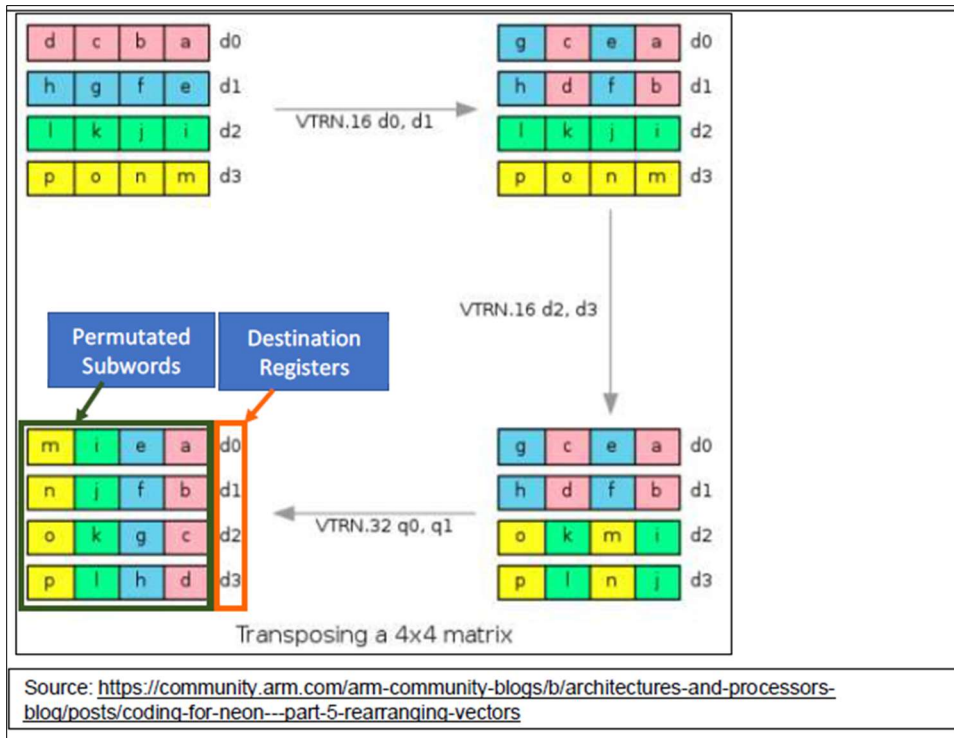 d c b a d0
h g f e d1
l k j i d2
p o n m d3
VTRN.16 d0, d1
g c e a d0
h d f b d1
l k j i d2
p o n m d3
VTRN.16 d2, d3
g c e a d0
h d f b d1
o k m i d2
p l n j d3
VTRN.32 q0, q1
Permutated
Subwords
Destination
Registers
m i e a d0
n j f b d1
o k g c d2
p l h d d3
Transposing a 4x4 matrix
Source: https://community.arm.com/arm-community-blogs/b/architectures-and-processors-
blog/posts/coding-for-neon---part-5-rearranging-vectors